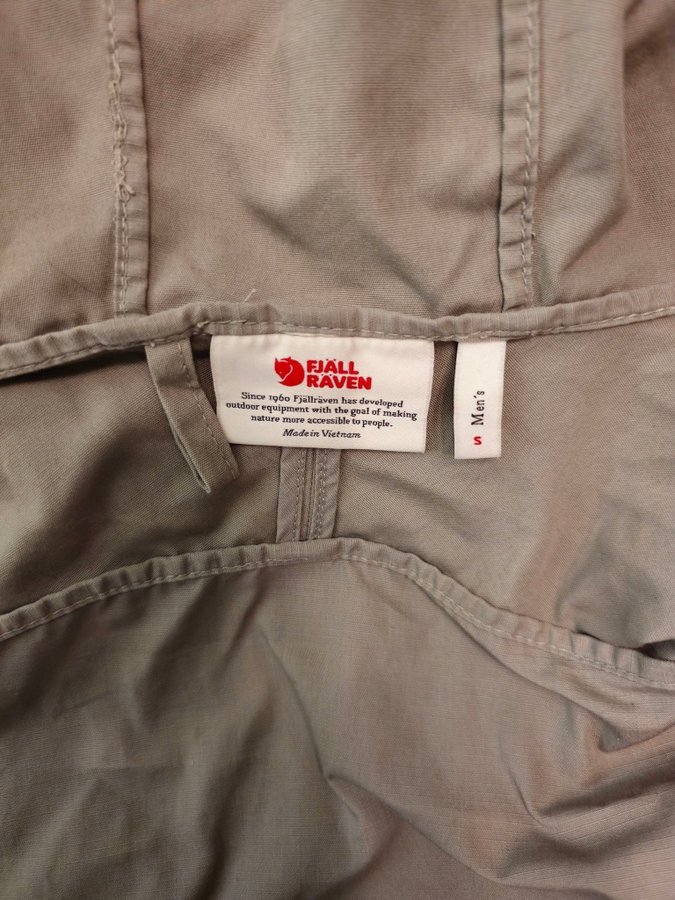 FJÄLL
RÄVEN
Since 1960 Fjällräven has developed
outdoor equipment with the goal of making
nature more accessible to people.
Made in Vietnam
Men's
S